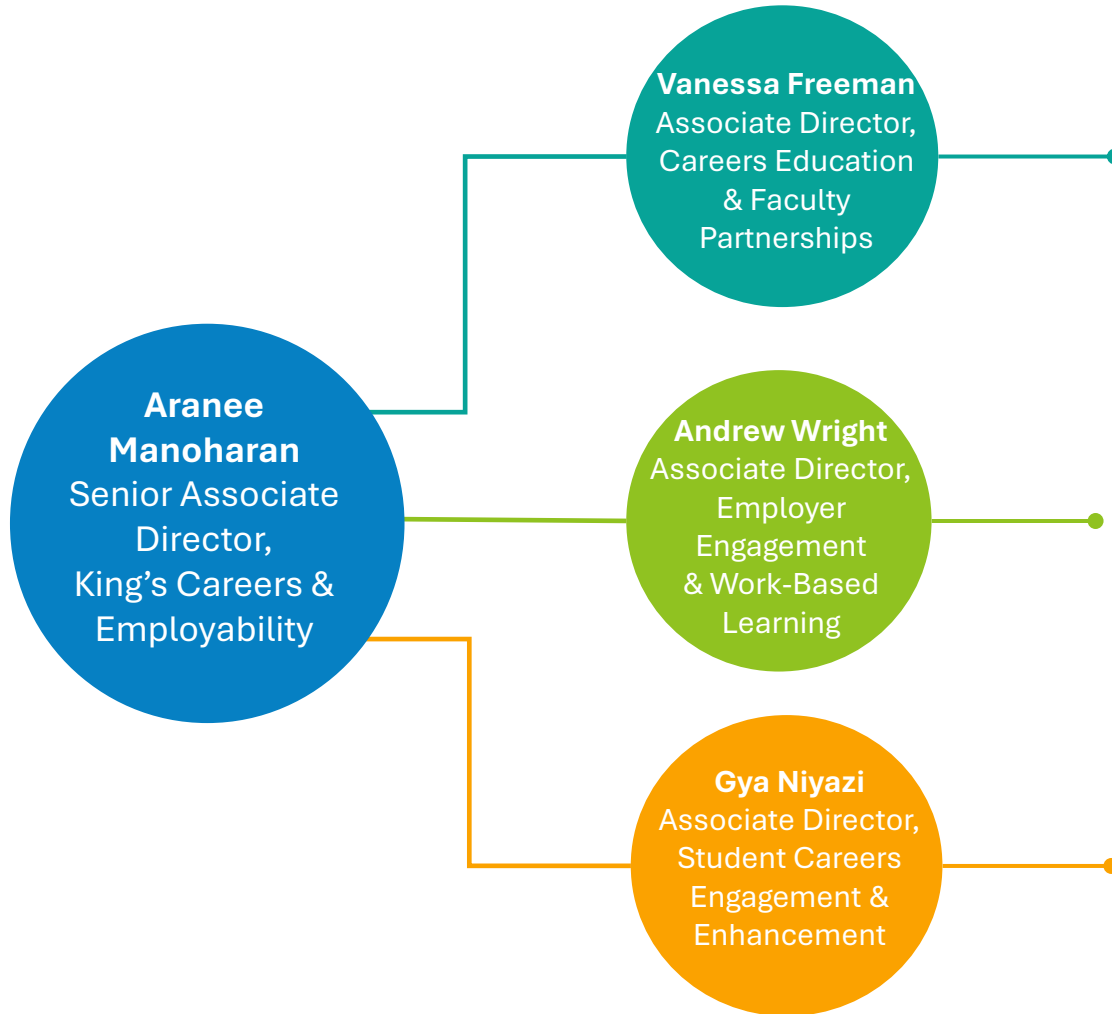 Vanessa Freeman
Associate Director,
Careers Education
& Faculty
Partnerships
Aranee
Manoharan
Senior Associate
Director,
King’s Careers &
Employability
Andrew Wright
Associate Director,
Employer
Engagement
& Work-Based
Learning
Gya Niyazi
Associate Director,
Student Careers
Engagement &
Enhancement